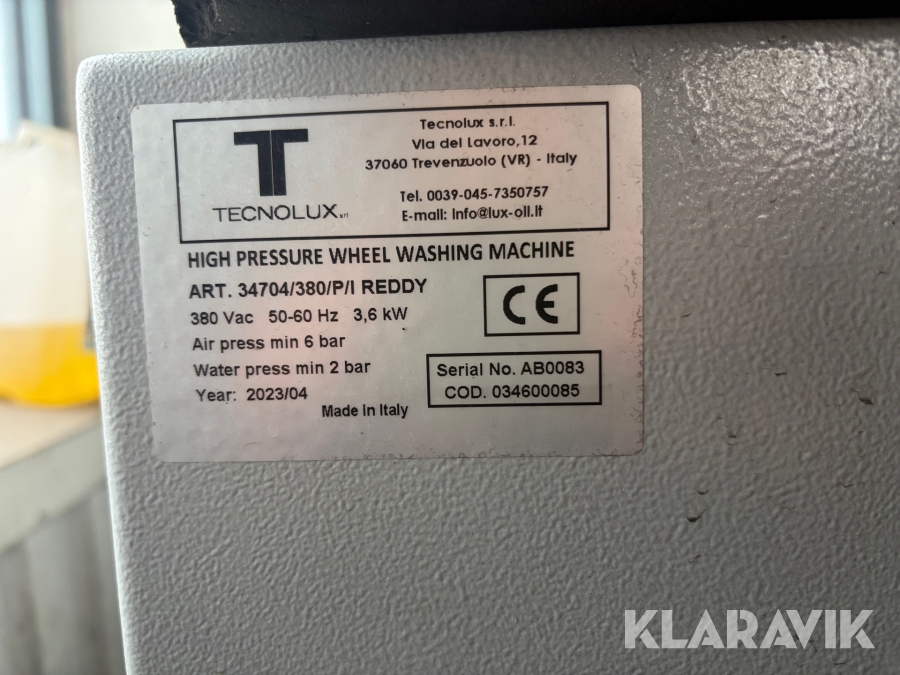 Tecnolux s.r.l.
Via del Lavoro,12
37060 Trevenzuolo (VR) - Italy
Tel. 0039-045-7350757
E-mail: Info@lux-oil.it
T
TECNOLUX srl
HIGH PRESSURE WHEEL WASHING MACHINE
ART. 34704/380/P/I REDDY
380 Vac 50-60 Hz 3,6 kW
Air press min 6 bar
Water press min 2 bar
Year: 2023/04
Made in Italy
CE
Serial No. AB0083
COD. 034600085
KLARAVIK